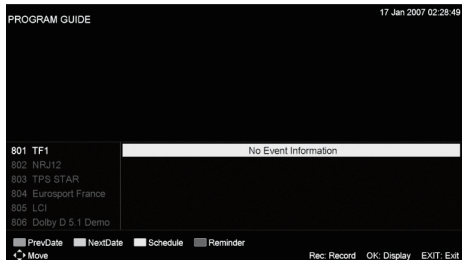 PROGRAM GUIDE
17 Jan 2007 02:28:49
801 TF1
No Event Information
802 NRJ12
803 TPS STAR
804 Eurosport France
805 LCI
806 Dolby D 5.1 Demo
PrevDate NextDate Schedule Reminder
Move Rec: Record OK: Display EXIT: Exit